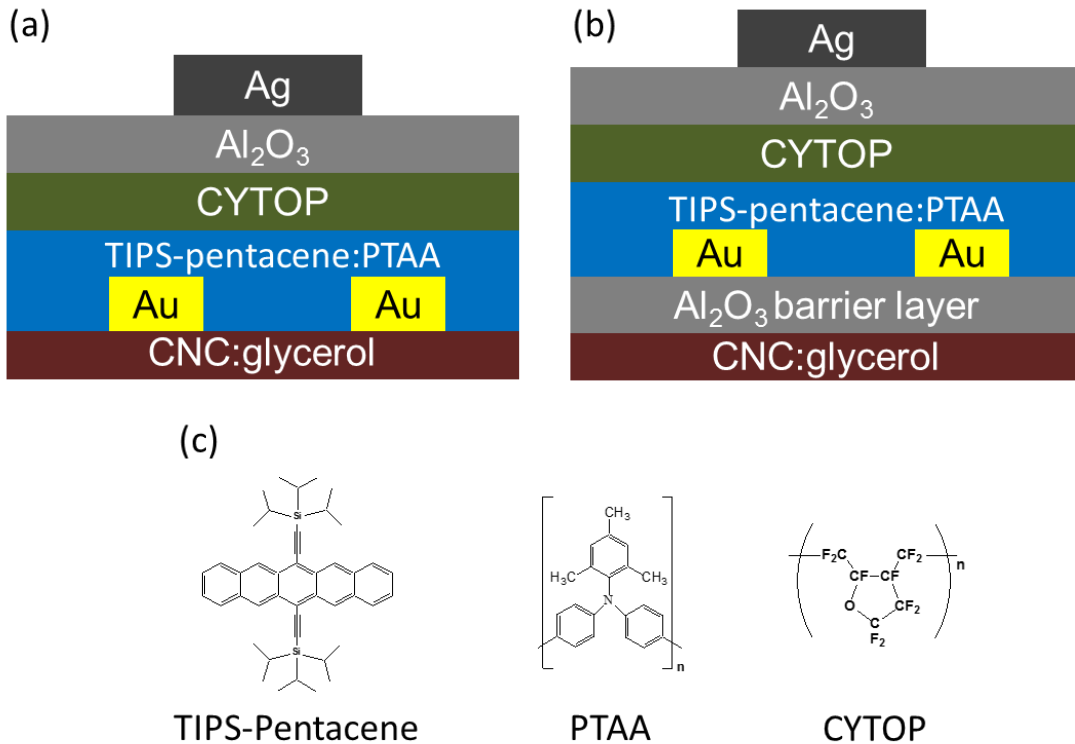 (a)
Ag
Al₂O₃
CYTOP
TIPS-pentacene:PTAA
Au Au
CNC:glycerol
(b)
Ag
Al₂O₃
CYTOP
TIPS-pentacene:PTAA
Au Au
Al₂O₃ barrier layer
CNC:glycerol
(c)
Si
Si
TIPS-Pentacene
CH₃
H₃C CH₃
N
n
PTAA
F₂C CF₂ n
CF CF
O CF₂
C
F₂
CYTOP